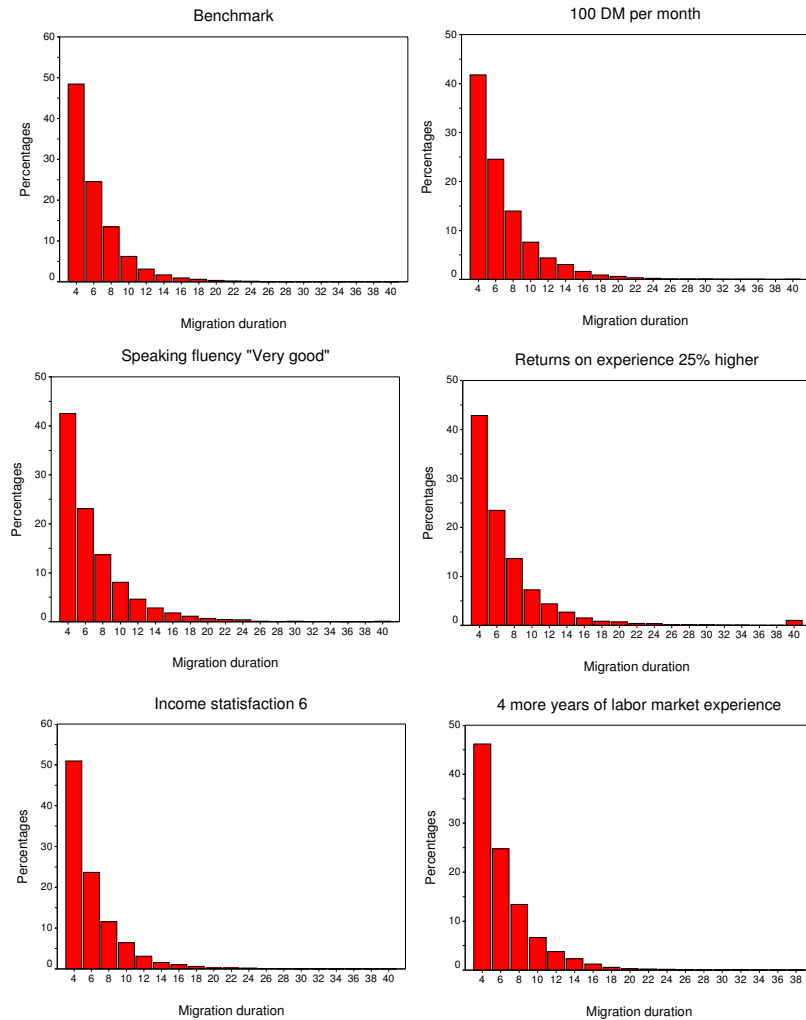 Benchmark
60
50
40
30
20
10
0
Percentages
4 6 8 10 12 14 16 18 20 22 24 26 28 30 32 34 36 38 40
Migration duration
100 DM per month
50
40
30
20
10
0
Percentages
4 6 8 10 12 14 16 18 20 22 24 26 28 30 32 34 36 38 40
Migration duration
Speaking fluency "Very good"
50
40
30
20
10
0
Percentages
4 6 8 10 12 14 16 18 20 22 24 26 28 30 32 34 36 38 40
Migration duration
Returns on experience 25% higher
50
40
30
20
10
0
Percentages
4 6 8 10 12 14 16 18 20 22 24 26 28 30 32 34 36 38 40
Migration duration
Income statisfaction 6
60
50
40
30
20
10
0
Percentages
4 6 8 10 12 14 16 18 20 22 24 26 28 30 32 34 36 38 40
Migration duration
4 more years of labor market experience
50
40
30
20
10
0
Percentages
4 6 8 10 12 14 16 18 20 22 24 26 28 30 32 34 36 38
Migration duration